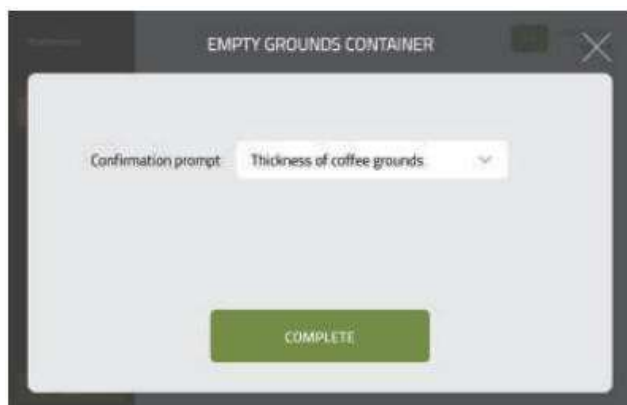 EMPTY GROUNDS CONTAINER
Confirmation prompt
Thickness of coffee grounds
COMPLETE